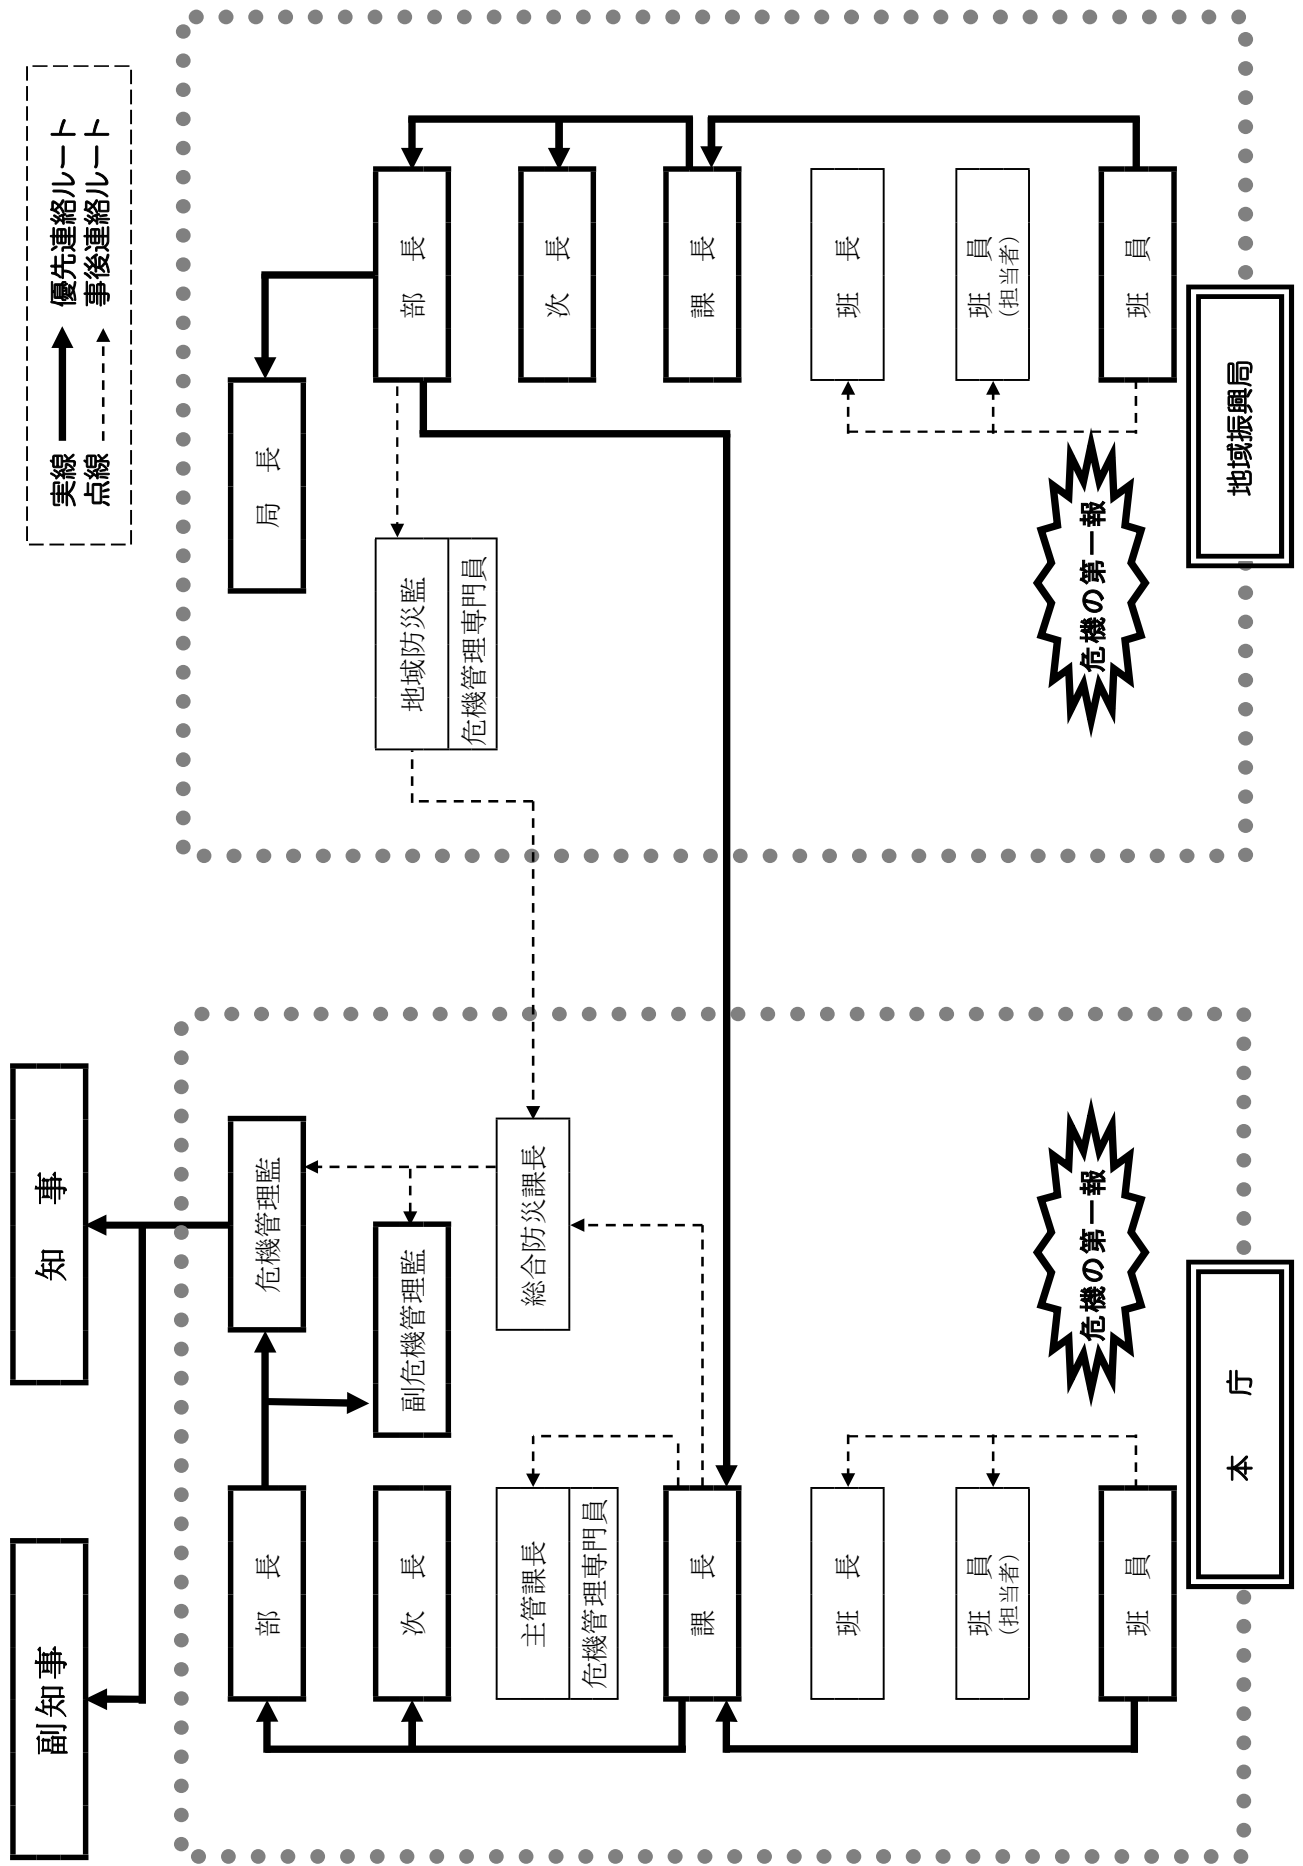 副知事
知　事
実線　優先連絡ルート
点線　事後連絡ルート
部　長
危機管理監
局　長
次　長
副危機管理監
地域防災監
危機管理専門員
部　長
主管課長
危機管理専門員
総合防災課長
次　長
課　長
課　長
班　長
班　長
班　員
(担当者)
班　員
(担当者)
班　員
危機の第一報
危機の第一報
班　員
本　庁
地域振興局